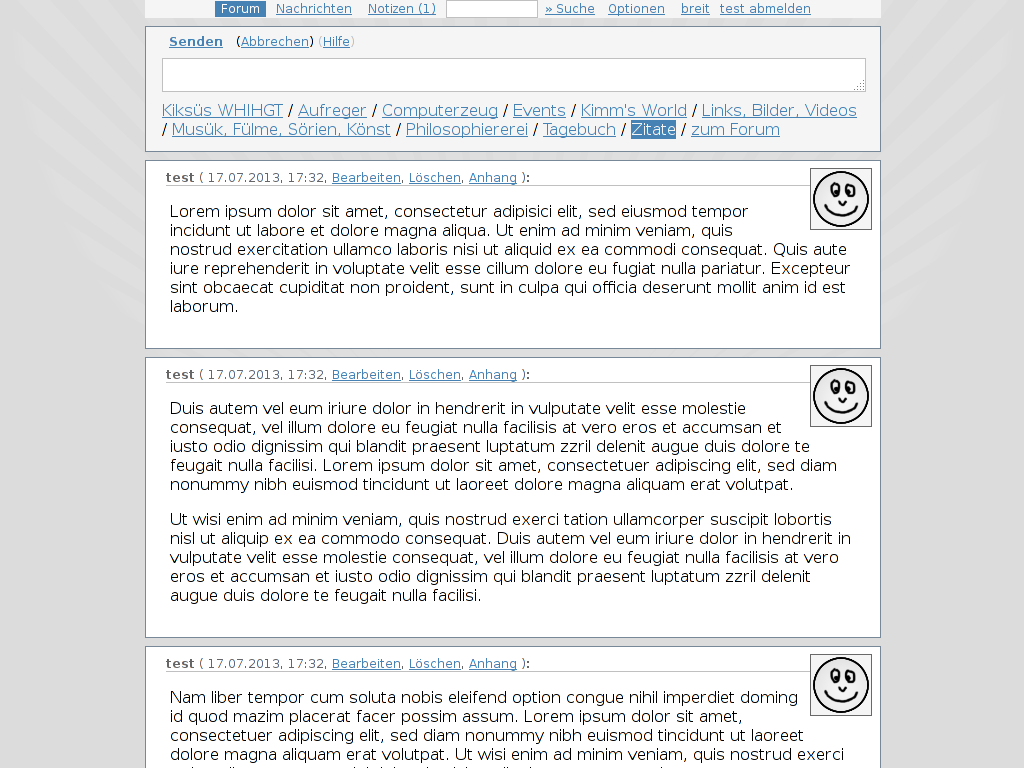 Forum Nachrichten Notizen (1) » Suche Optionen breit test abmelden
Senden (Abbrechen) (Hilfe)
Kiksüs WHIHGT / Aufreger / Computerzeug / Events / Kimm's World / Links, Bilder, Videos
/ Musük, Fülme, Sörien, Könst / Philosophiererei / Tagebuch / Zitate / zum Forum
test ( 17.07.2013, 17:32, Bearbeiten, Löschen, Anhang ):
Lorem ipsum dolor sit amet, consectetur adipisici elit, sed eiusmod tempor
incidunt ut labore et dolore magna aliqua. Ut enim ad minim veniam, quis
nostrud exercitation ullamco laboris nisi ut aliquid ex ea commodi consequat. Quis aute
iure reprehenderit in voluptate velit esse cillum dolore eu fugiat nulla pariatur. Excepteur
sint obcaecat cupiditat non proident, sunt in culpa qui officia deserunt mollit anim id est
laborum.
test ( 17.07.2013, 17:32, Bearbeiten, Löschen, Anhang ):
Duis autem vel eum iriure dolor in hendrerit in vulputate velit esse molestie
consequat, vel illum dolore eu feugiat nulla facilisis at vero eros et accumsan et
iusto odio dignissim qui blandit praesent luptatum zzril delenit augue duis dolore te
feugait nulla facilisi. Lorem ipsum dolor sit amet, consectetuer adipiscing elit, sed diam
nonummy nibh euismod tincidunt ut laoreet dolore magna aliquam erat volutpat.
Ut wisi enim ad minim veniam, quis nostrud exerci tation ullamcorper suscipit lobortis
nisl ut aliquip ex ea commodo consequat. Duis autem vel eum iriure dolor in hendrerit in
vulputate velit esse molestie consequat, vel illum dolore eu feugiat nulla facilisis at vero
eros et accumsan et iusto odio dignissim qui blandit praesent luptatum zzril delenit
augue duis dolore te feugait nulla facilisi.
test ( 17.07.2013, 17:32, Bearbeiten, Löschen, Anhang ):
Nam liber tempor cum soluta nobis eleifend option congue nihil imperdiet doming
id quod mazim placerat facer possim assum. Lorem ipsum dolor sit amet,
consectetuer adipiscing elit, sed diam nonummy nibh euismod tincidunt ut laoreet
dolore magna aliquam erat volutpat. Ut wisi enim ad minim veniam, quis nostrud exerci